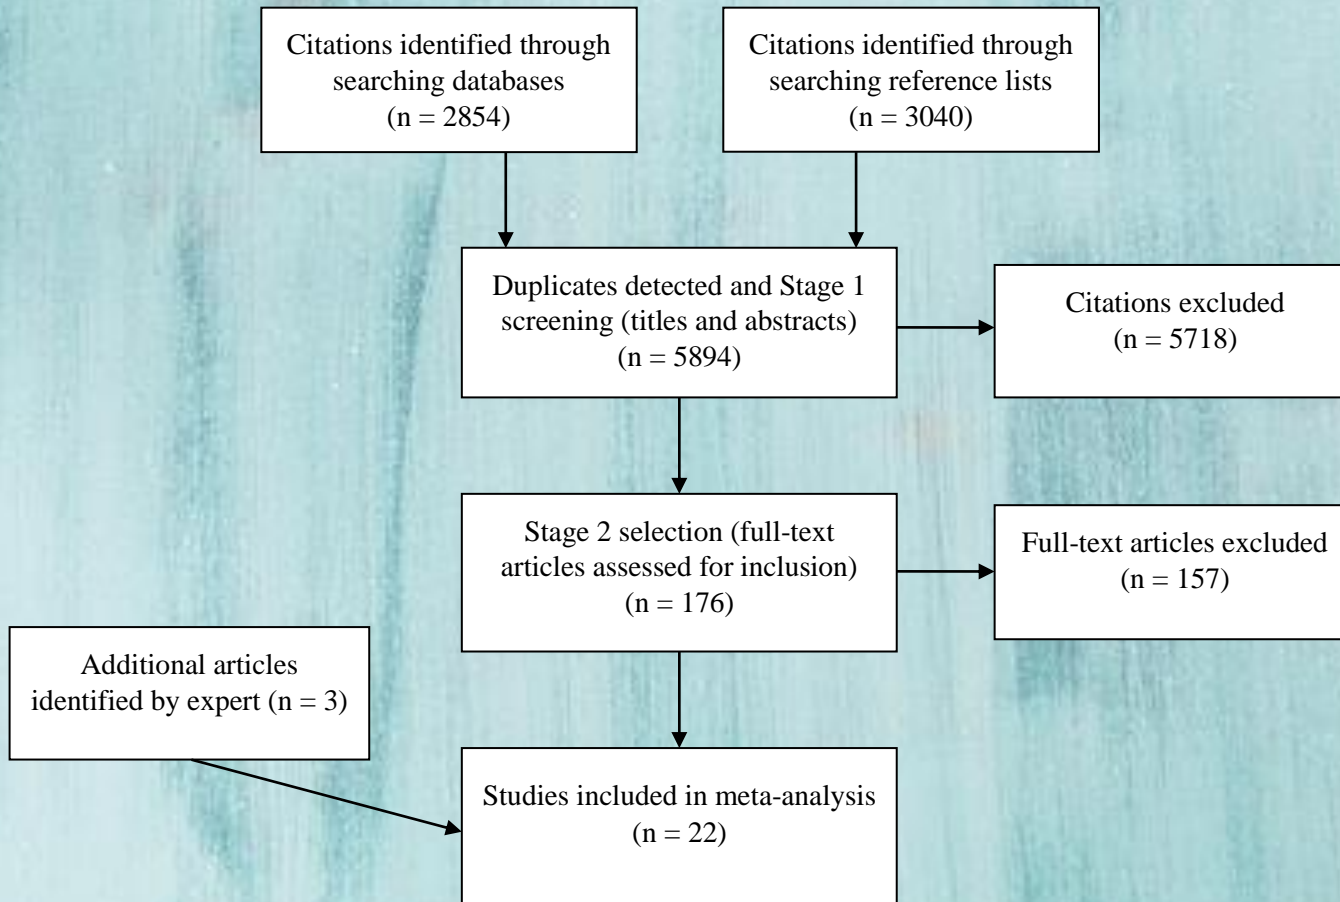 Citations identified through
searching databases
(n = 2854)
Citations identified through
searching reference lists
(n = 3040)
Duplicates detected and Stage 1
screening (titles and abstracts)
(n = 5894)
Citations excluded
(n = 5718)
Stage 2 selection (full-text
articles assessed for inclusion)
(n = 176)
Full-text articles excluded
(n = 157)
Additional articles
identified by expert (n = 3)
Studies included in meta-analysis
(n = 22)